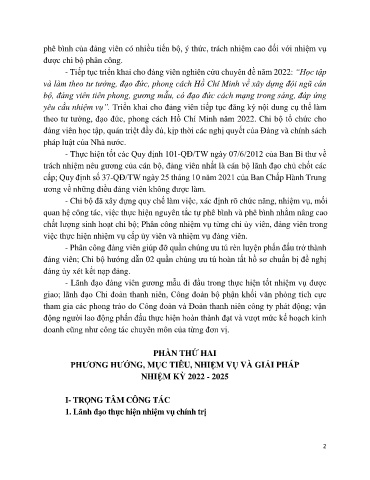 phê bình của đảng viên có nhiều tiến bộ, ý thức, trách nhiệm cao đối với nhiệm vụ
được chi bộ phân công.
- Tiếp tục triển khai cho đảng viên nghiên cứu chuyên đề năm 2022: “Học tập
và làm theo tư tưởng, đạo đức, phong cách Hồ Chí Minh về xây dựng đội ngũ cán
bộ, đảng viên tiên phong, gương mẫu, có đạo đức cách mạng trong sáng, đáp ứng
yêu cầu nhiệm vụ”. Triển khai cho đảng viên tiếp tục đăng ký nội dung cụ thể làm
theo tư tưởng, đạo đức, phong cách Hồ Chí Minh năm 2022. Chi bộ tổ chức cho
đảng viên học tập, quán triệt đầy đủ, kịp thời các nghị quyết của Đảng và chính sách
pháp luật của Nhà nước.
- Thực hiện tốt các Quy định 101-QĐ/TW ngày 07/6/2012 của Ban Bí thư về
trách nhiệm nêu gương của cán bộ, đảng viên nhất là cán bộ lãnh đạo chủ chốt các
cấp; Quy định số 37-QĐ/TW ngày 25 tháng 10 năm 2021 của Ban Chấp Hành Trung
ương về những điều đảng viên không được làm.
- Chi bộ đã xây dựng quy chế làm việc, xác định rõ chức năng, nhiệm vụ, mối
quan hệ công tác, việc thực hiện nguyên tắc tự phê bình và phê bình nhằm nâng cao
chất lượng sinh hoạt chi bộ; Phân công nhiệm vụ từng chi ủy viên, đảng viên trong
việc thực hiện nhiệm vụ cấp ủy viên và nhiệm vụ đảng viên.
- Phân công đảng viên giúp đỡ quần chúng ưu tú rèn luyện phấn đấu trở thành
đảng viên; Chi bộ hướng dẫn 02 quần chúng ưu tú hoàn tất hồ sơ chuẩn bị đề nghị
đảng ủy xét kết nạp đảng.
- Lãnh đạo đảng viên gương mẫu đi đầu trong thực hiện tốt nhiệm vụ được
giao; lãnh đạo Chi đoàn thanh niên, Công đoàn bộ phận khối văn phòng tích cực
tham gia các phong trào do Công đoàn và Đoàn thanh niên công ty phát động; vận
động người lao động phấn đấu thực hiện hoàn thành đạt và vượt mức kế hoạch kinh
doanh cũng như công tác chuyên môn của từng đơn vị.
PHẦN THỨ HAI
PHƯƠNG HƯỚNG, MỤC TIÊU, NHIỆM VỤ VÀ GIẢI PHÁP
NHIỆM KỲ 2022 - 2025
I- TRỌNG TÂM CÔNG TÁC
1. Lãnh đạo thực hiện nhiệm vụ chính trị
2